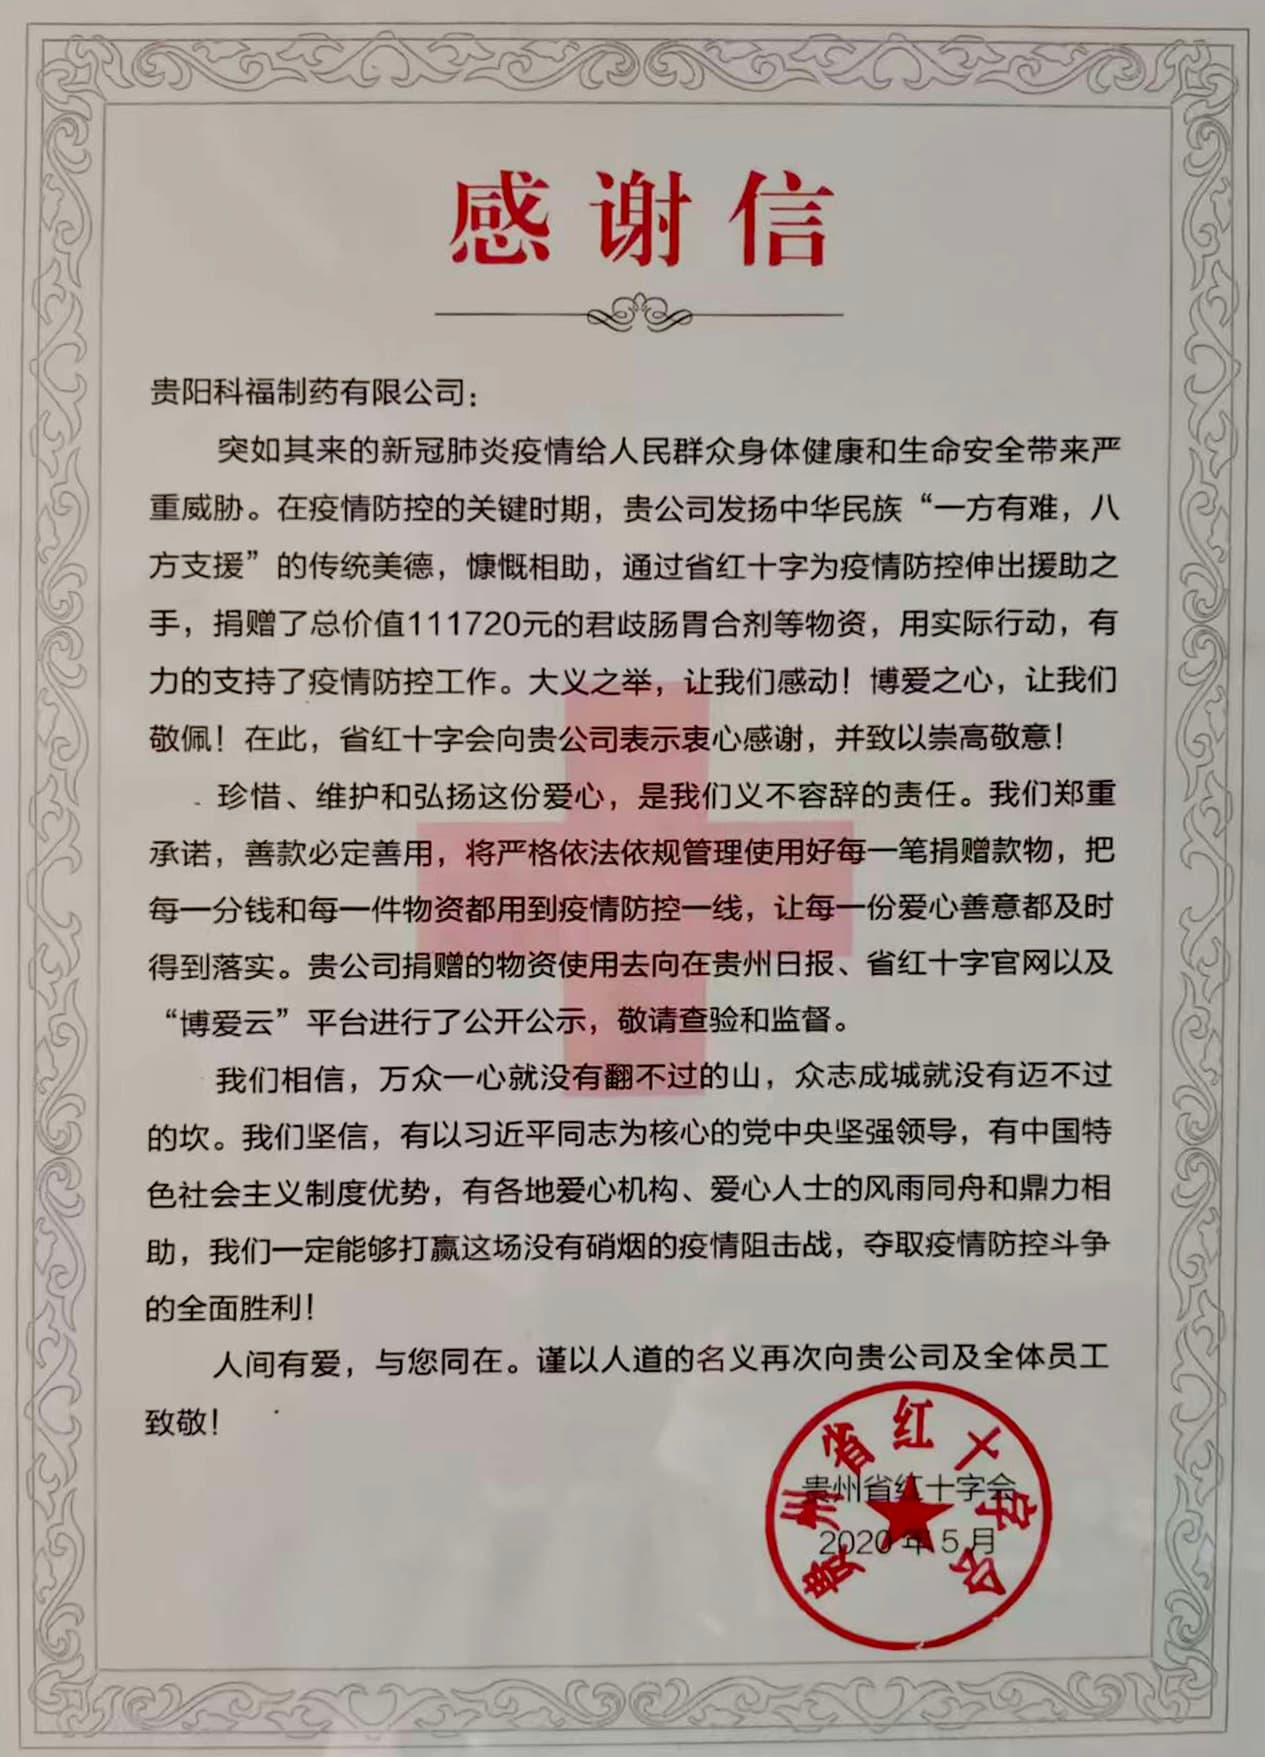 感谢信
贵阳科福制药有限公司：
突如其来的新冠肺炎疫情给人民群众身体健康和生命安全带来严
重威胁。在疫情防控的关键时期，贵公司发扬中华民族“一方有难，八
方支援”的传统美德，慷慨相助，通过省红十字为疫情防控伸出援助之
手，捐赠了总价值111720元的君歧肠胃合剂等物资，用实际行动，有
力的支持了疫情防控工作。大义之举，让我们感动！博爱之心，让我们
敬佩！在此，省红十字会向贵公司表示衷心感谢，并致以崇高敬意！
珍惜、维护和弘扬这份爱心，是我们义不容辞的责任。我们郑重
承诺，善款必定善用，将严格依法依规管理使用好每一笔捐赠款物，把
每一分钱和每一件物资都用到疫情防控一线，让每一份爱心善意都及时
得到落实。贵公司捐赠的物资使用去向在贵州日报、省红十字官网以及
“博爱云”平台进行了公开公示，敬请查验和监督。
我们相信，万众一心就没有翻不过的山，众志成城就没有迈不过
的坎。我们坚信，有以习近平同志为核心的党中央坚强领导，有中国特
色社会主义制度优势，有各地爱心机构、爱心人士的风雨同舟和鼎力相
助，我们一定能够打赢这场没有硝烟的疫情阻击战，夺取疫情防控斗争
的全面胜利！
人间有爱，与您同在。谨以人道的名义再次向贵公司及全体员工
致敬！
贵州省红十字会
2020年5月
贵州省红十字会